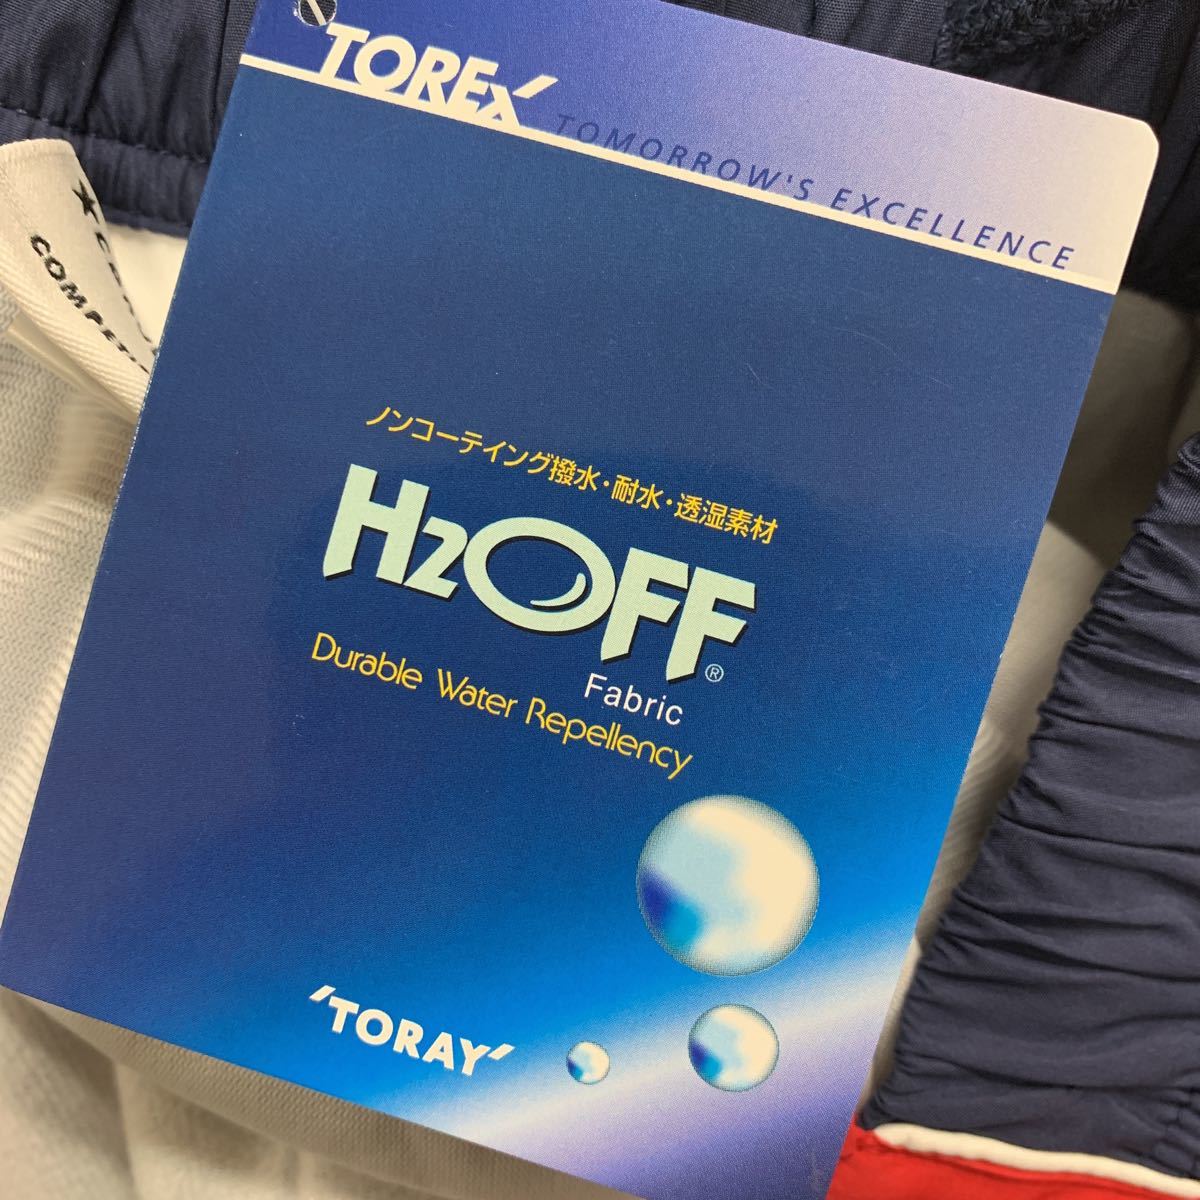 TOREX
TOMORROW'S EXCELLENCE
ノンコーティング撥水・耐水・透湿素材
H2OFF®
Fabric
Durable Water Repellency
'TORAY'